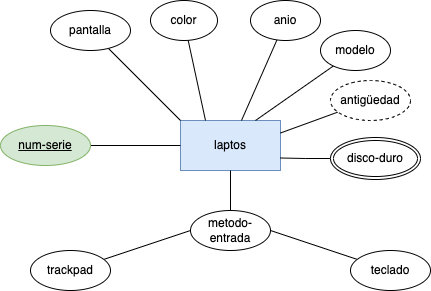 color
anio
pantalla
modelo
antigüedad
num-serie
laptos
disco-duro
metodo-
entrada
trackpad
teclado